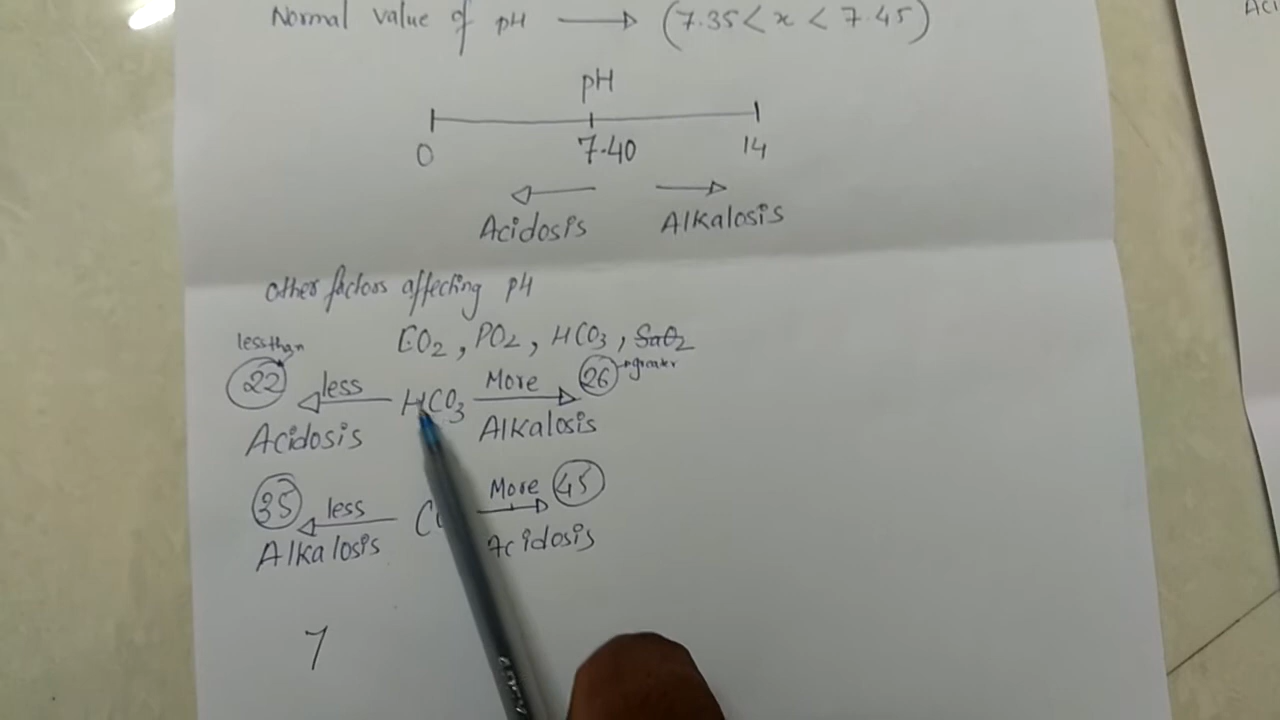 Normal value of pH → (7.35 < x < 7.45)
Aci
pH
0 7.40 14
Acidosis Alkalosis
Other factors affecting pH
CO2, PO2, HCO3, SaO2
less than
22 less HCO3 More 26 greater
Acidosis Alkalosis
35 less C More 45
Alkalosis Acidosis
7